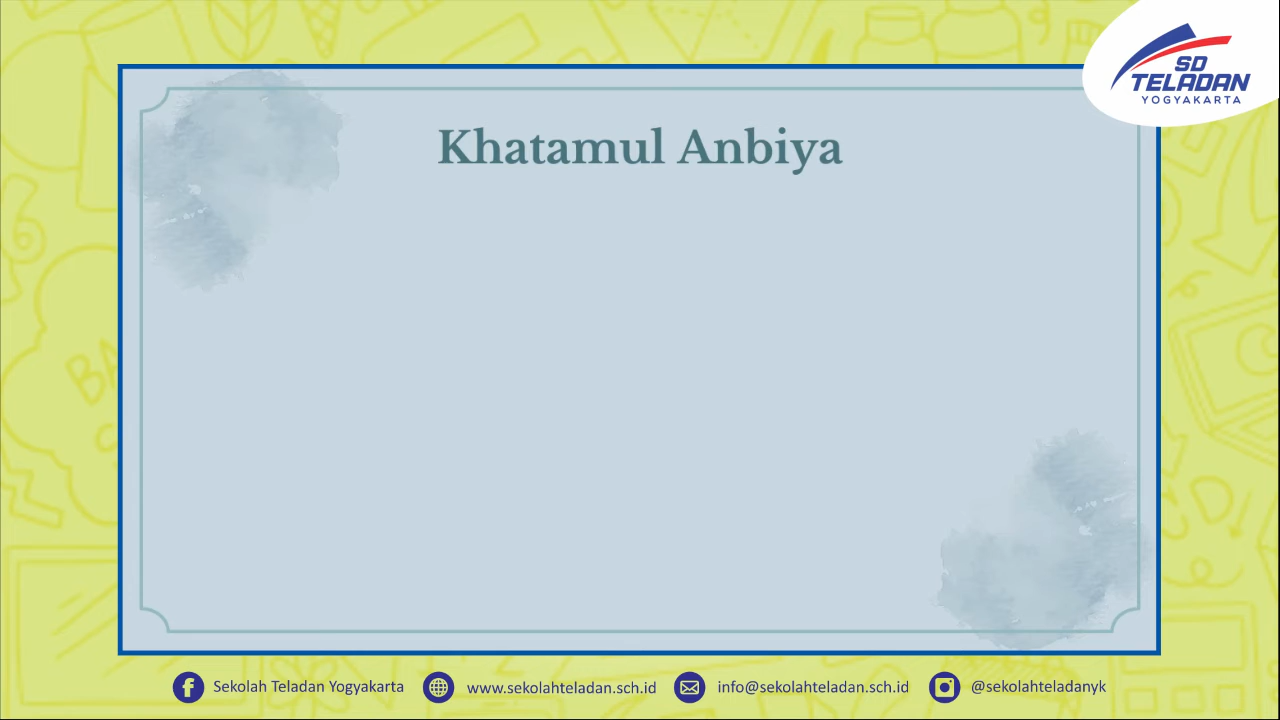 SD
TELADAN
YOGYAKARTA
Khatamul Anbiya
Sekolah Teladan Yogyakarta
www.sekolahteladan.sch.id
info@sekolahteladan.sch.id
@sekolahteladanyk